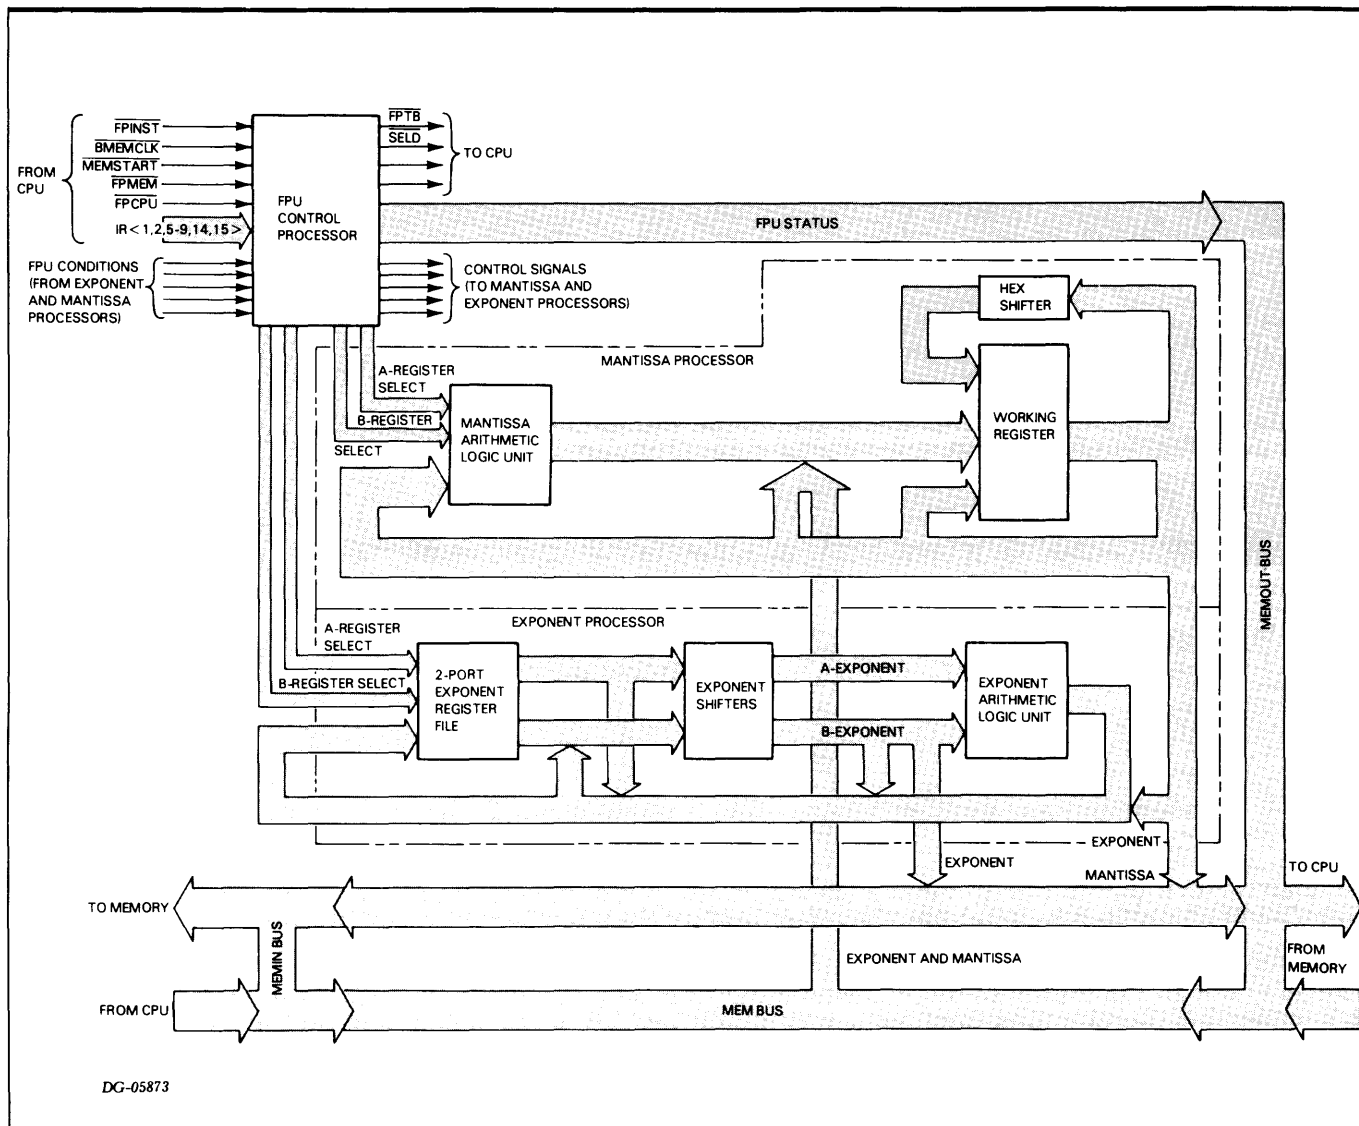 FPINST
BMEMCLK
MEMSTART
FPMEM
FPCPU
IR< 1,2,5-9,14,15 >
FROM
CPU
FPU CONDITIONS
(FROM EXPONENT
AND MANTISSA
PROCESSORS)
FPU
CONTROL
PROCESSOR
FPTB
SELD
TO CPU
FPU STATUS
CONTROL SIGNALS
(TO MANTISSA AND
EXPONENT PROCESSORS)
HEX
SHIFTER
MANTISSA PROCESSOR
A-REGISTER
SELECT
B-REGISTER
SELECT
MANTISSA
ARITHMETIC
LOGIC UNIT
WORKING
REGISTER
MEMOUT BUS
EXPONENT PROCESSOR
A-REGISTER
SELECT
B-REGISTER SELECT
2-PORT
EXPONENT
REGISTER
FILE
EXPONENT
SHIFTERS
A-EXPONENT
B-EXPONENT
EXPONENT
ARITHMETIC
LOGIC UNIT
EXPONENT
EXPONENT
MANTISSA
TO CPU
TO MEMORY
MEMIN BUS
EXPONENT AND MANTISSA
FROM
MEMORY
FROM CPU
MEM BUS
DG-05873